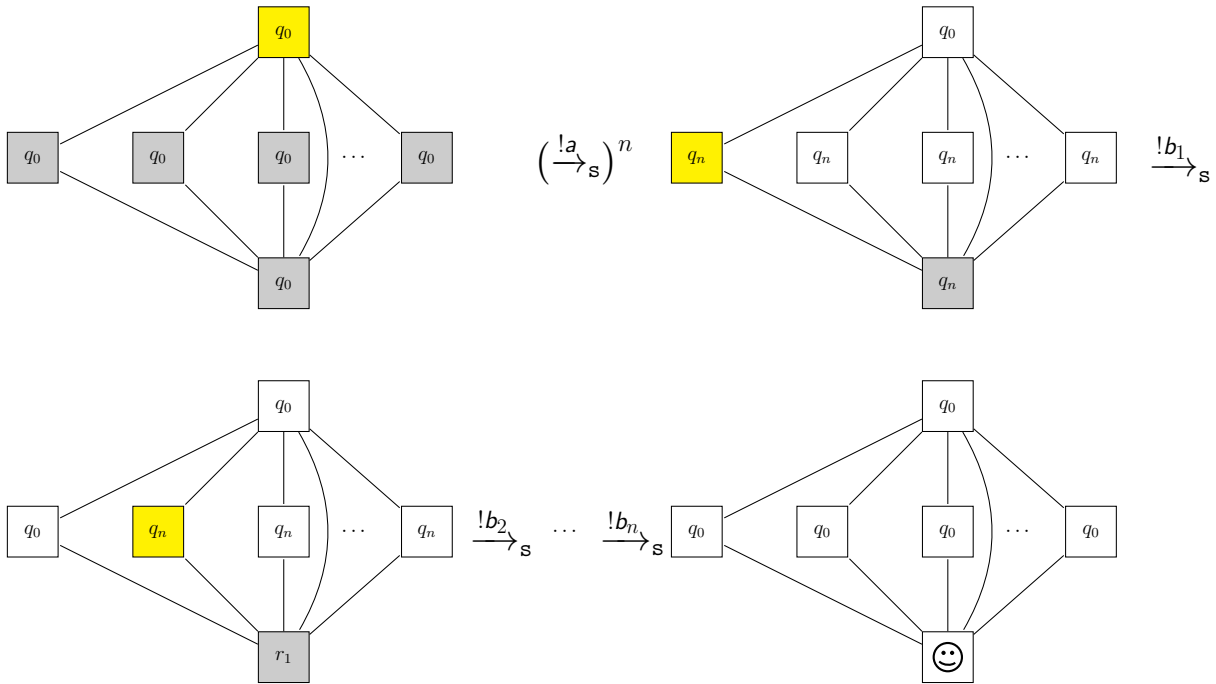 q₀ q₀
q₀ q₀ q₀ ... q₀ (!a→ₛ)ⁿ qₙ qₙ qₙ ... qₙ !b₁→ₛ
q₀ qₙ
q₀ q₀
q₀ qₙ qₙ ... qₙ !b₂→ₛ ... !bₙ→ₛ q₀ q₀ q₀ ... q₀
r₁